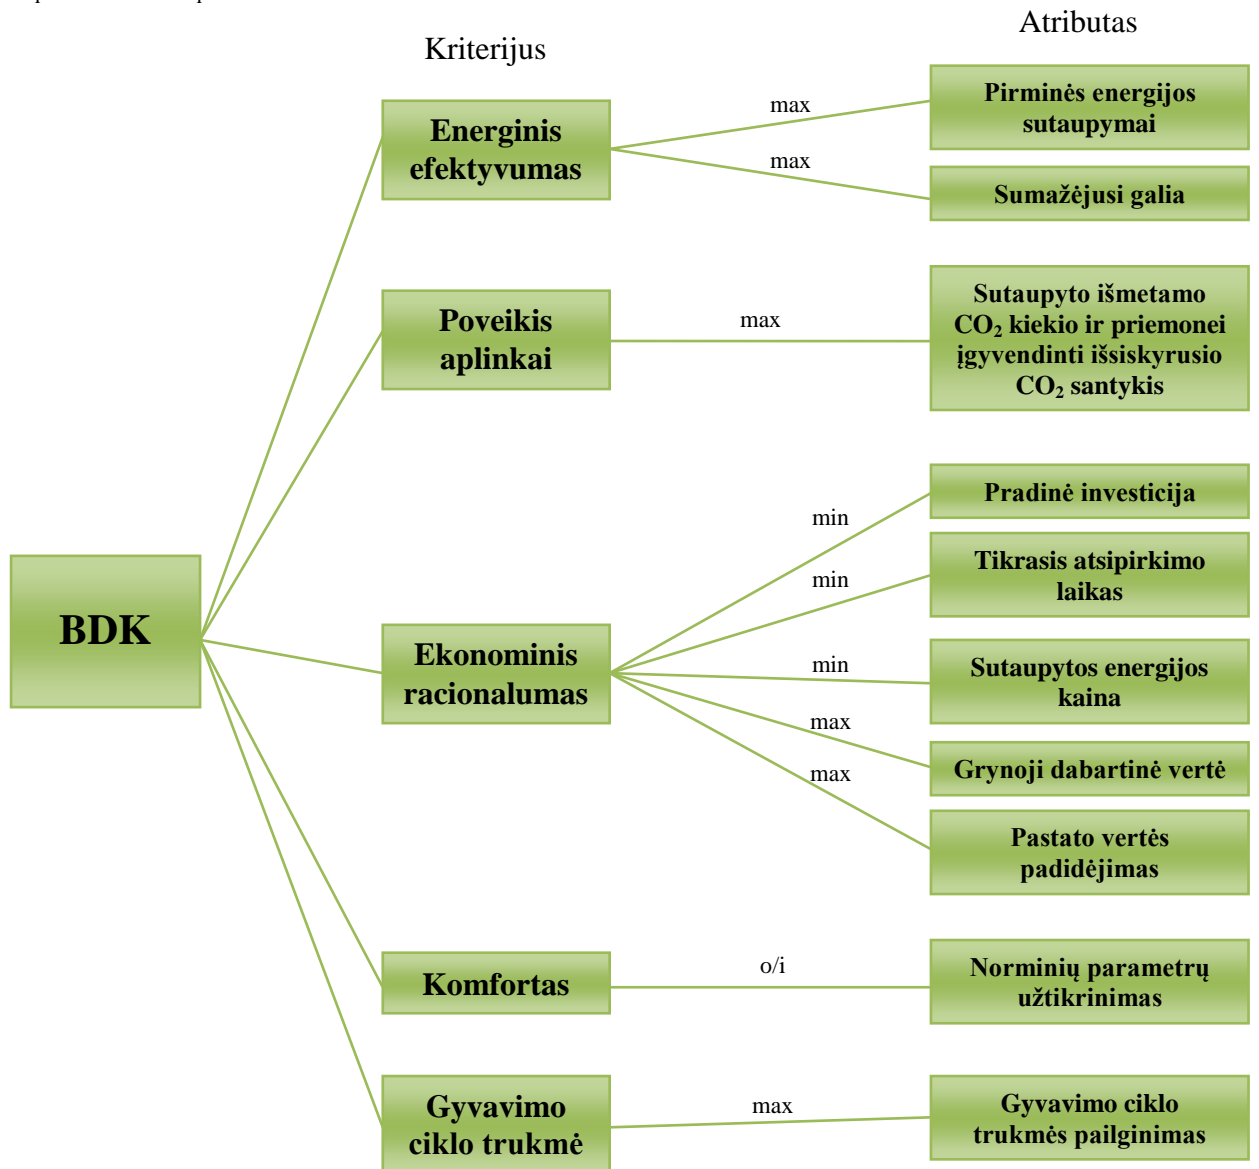 Kriterijus
Atributas
BDK
Energinis
efektyvumas
max
Pirminės energijos
sutaupymai
max
Sumažėjusi galia
Poveikis
aplinkai
max
Sutaupyto išmetamo
CO₂ kiekio ir priemonei
įgyvendinti išsiskyrusio
CO₂ santykis
Ekonominis
racionalumas
min
Pradinė investicija
min
Tikrasis atsipirkimo
laikas
min
Sutaupytos energijos
kaina
max
Grynoji dabartinė vertė
max
Pastato vertės
padidėjimas
Komfortas
o/i
Norminių parametrų
užtikrinimas
Gyvavimo
ciklo trukmė
max
Gyvavimo ciklo
trukmės pailginimas